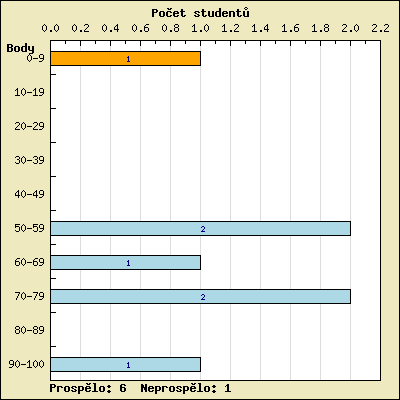 Počet studentů
0.0 0.2 0.4 0.6 0.8 1.0 1.2 1.4 1.6 1.8 2.0 2.2
Body
0-9 1
10-19
20-29
30-39
40-49
50-59 2
60-69 1
70-79 2
80-89
90-100 1
Prospělo: 6 Neprospělo: 1